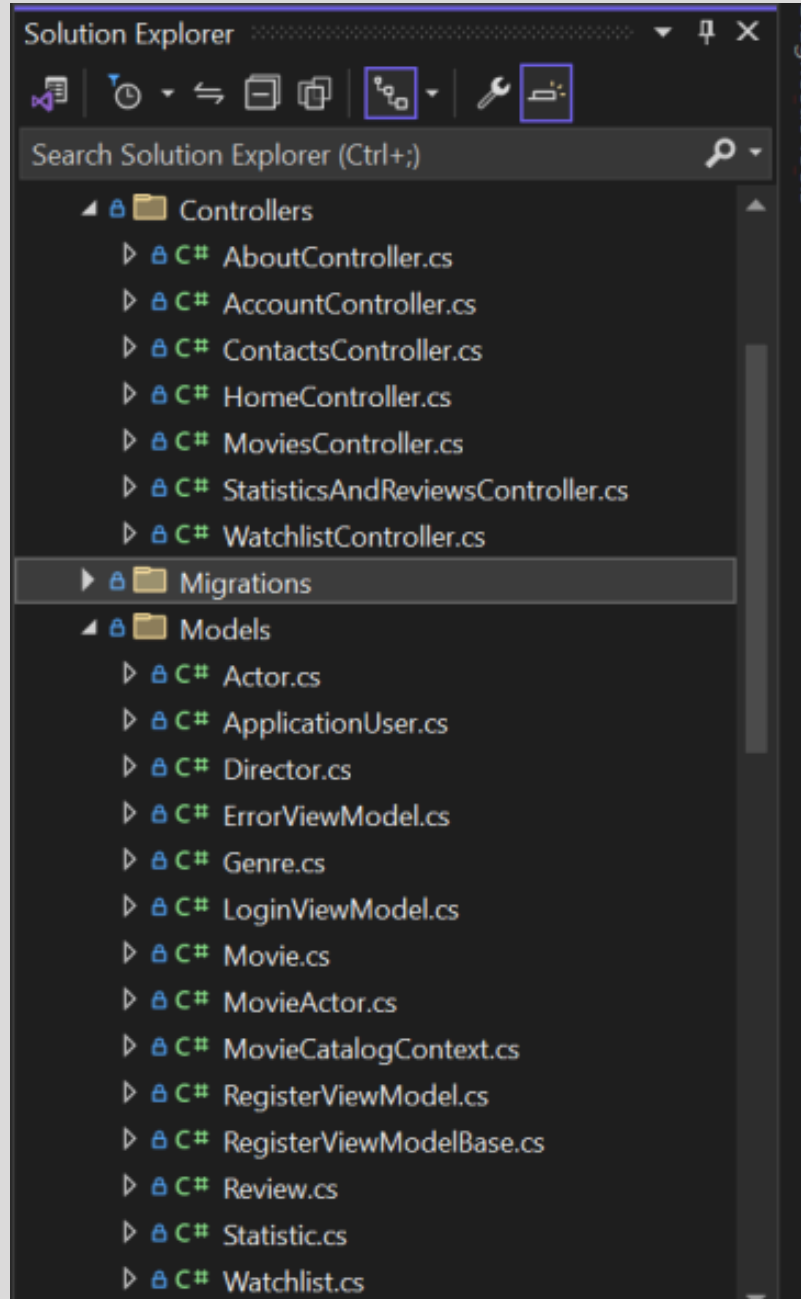 Solution Explorer
Search Solution Explorer (Ctrl+;)
Controllers
C# AboutController.cs
C# AccountController.cs
C# ContactsController.cs
C# HomeController.cs
C# MoviesController.cs
C# StatisticsAndReviewsController.cs
C# WatchlistController.cs
Migrations
Models
C# Actor.cs
C# ApplicationUser.cs
C# Director.cs
C# ErrorViewModel.cs
C# Genre.cs
C# LoginViewModel.cs
C# Movie.cs
C# MovieActor.cs
C# MovieCatalogContext.cs
C# RegisterViewModel.cs
C# RegisterViewModelBase.cs
C# Review.cs
C# Statistic.cs
C# Watchlist.cs